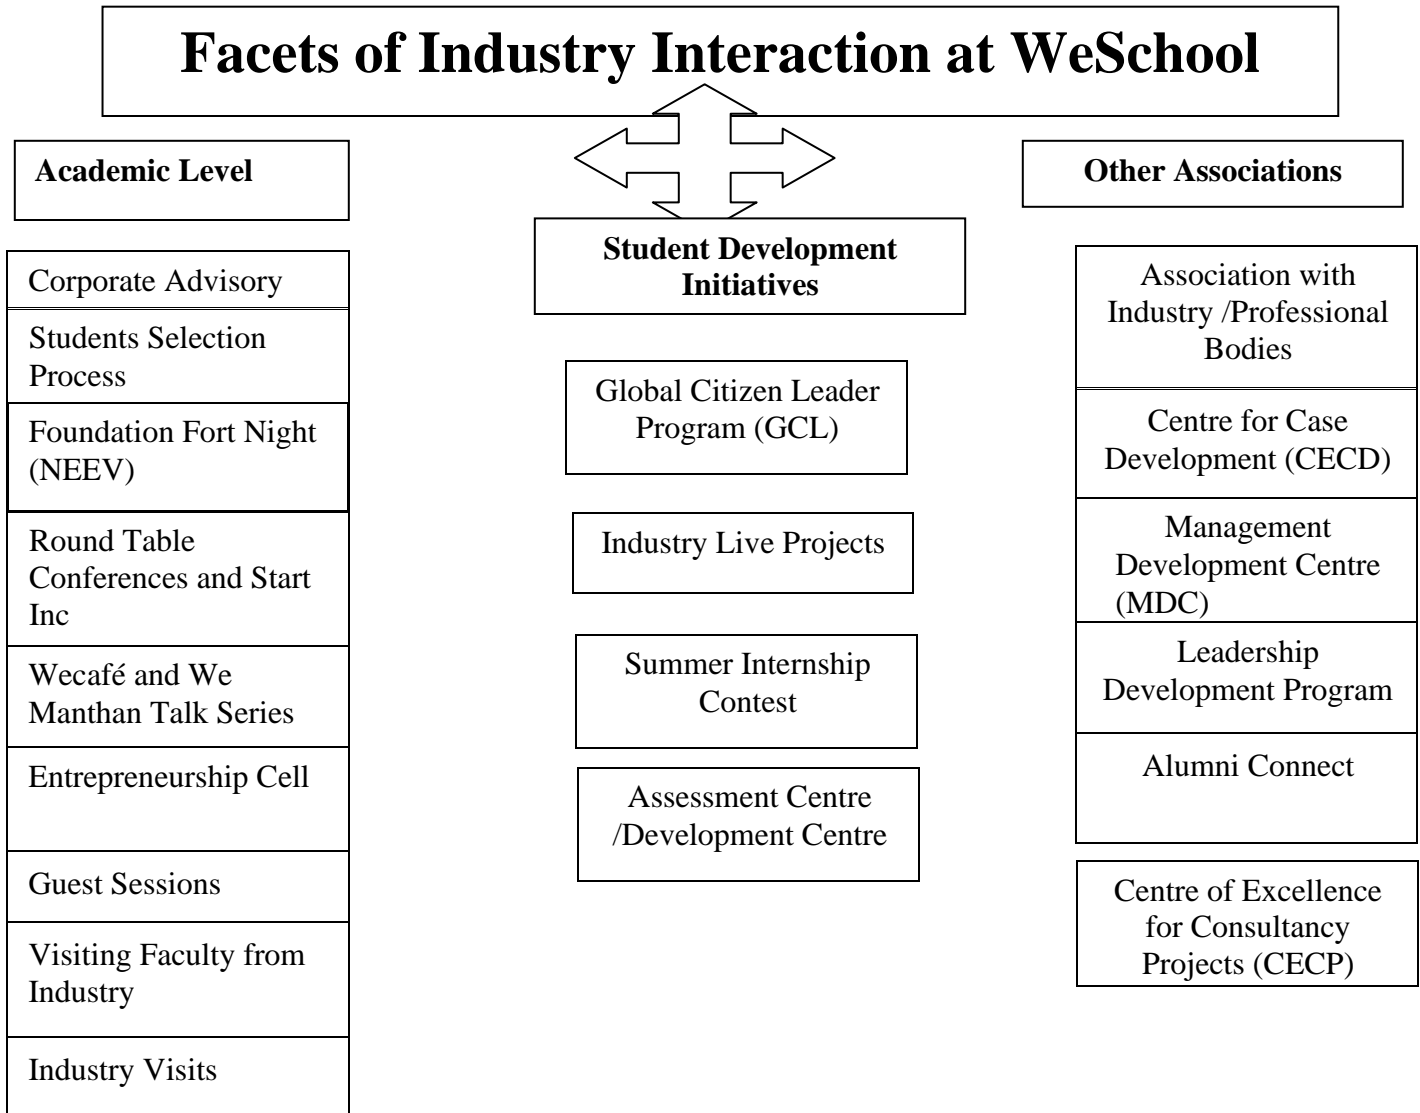 Facets of Industry Interaction at WeSchool
Academic Level
Corporate Advisory
Students Selection
Process
Foundation Fort Night
(NEEV)
Round Table
Conferences and Start
Inc
Wecafé and We
Manthan Talk Series
Entrepreneurship Cell
Guest Sessions
Visiting Faculty from
Industry
Industry Visits
Student Development
Initiatives
Global Citizen Leader
Program (GCL)
Industry Live Projects
Summer Internship
Contest
Assessment Centre
/Development Centre
Other Associations
Association with
Industry /Professional
Bodies
Centre for Case
Development (CECD)
Management
Development Centre
(MDC)
Leadership
Development Program
Alumni Connect
Centre of Excellence
for Consultancy
Projects (CECP)